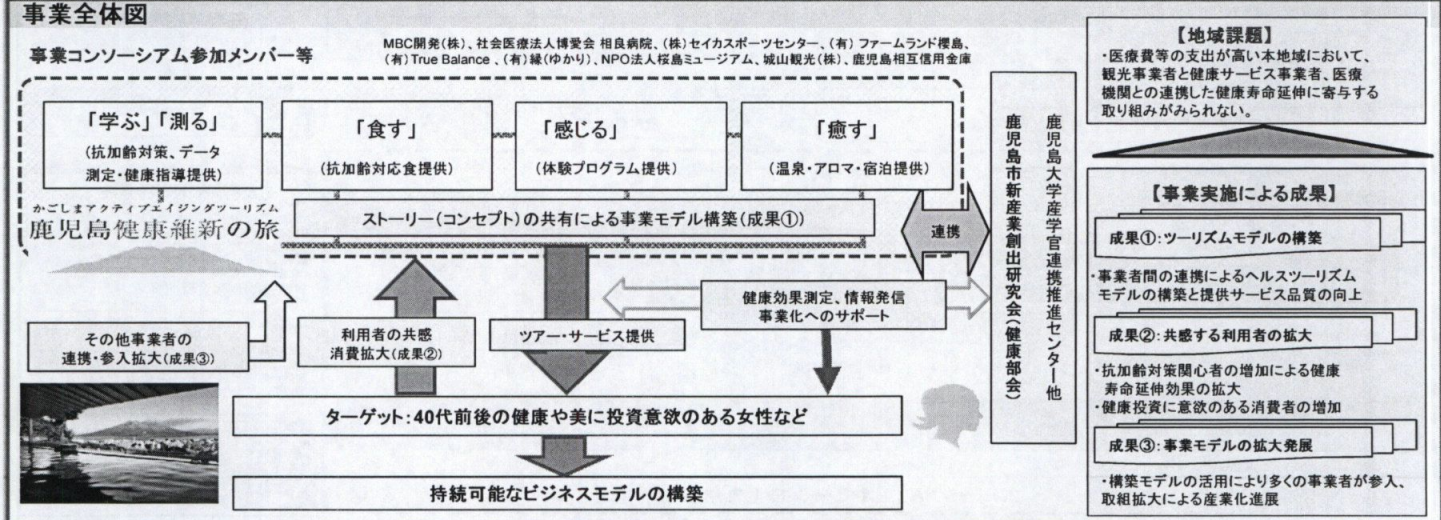 事業全体図
事業コンソーシアム参加メンバー等
MBC開発(株)、社会医療法人博愛会 相良病院、(株)セイカスポーツセンター、(有) ファームランド櫻島、
(有)True Balance 、(有)縁(ゆかり)、NPO法人桜島ミュージアム、城山観光(株)、鹿児島相互信用金庫
「学ぶ」「測る」
(抗加齢対策、データ
測定・健康指導提供)
「食す」
(抗加齢対応食提供)
「感じる」
(体験プログラム提供)
「癒す」
(温泉・アロマ・宿泊提供)
かごしまアクティブエイジングツーリズム
鹿児島健康維新の旅
ストーリー(コンセプト)の共有による事業モデル構築(成果①)
連携
鹿児島大学産学官連携推進センター他
鹿児島市新産業創出研究会(健康部会)
その他事業者の
連携・参入拡大(成果③)
利用者の共感
消費拡大(成果②)
ツアー・サービス提供
健康効果測定、情報発信
事業化へのサポート
ターゲット:40代前後の健康や美に投資意欲のある女性など
持続可能なビジネスモデルの構築
【地域課題】
・医療費等の支出が高い本地域において、
観光事業者と健康サービス事業者、医療
機関との連携した健康寿命延伸に寄与する
取り組みがみられない。
【事業実施による成果】
成果①:ツーリズムモデルの構築
・事業者間の連携によるヘルスツーリズム
モデルの構築と提供サービス品質の向上
成果②:共感する利用者の拡大
・抗加齢対策関心者の増加による健康
寿命延伸効果の拡大
・健康投資に意欲のある消費者の増加
成果③:事業モデルの拡大発展
・構築モデルの活用により多くの事業者が参入、
取組拡大による産業化進展